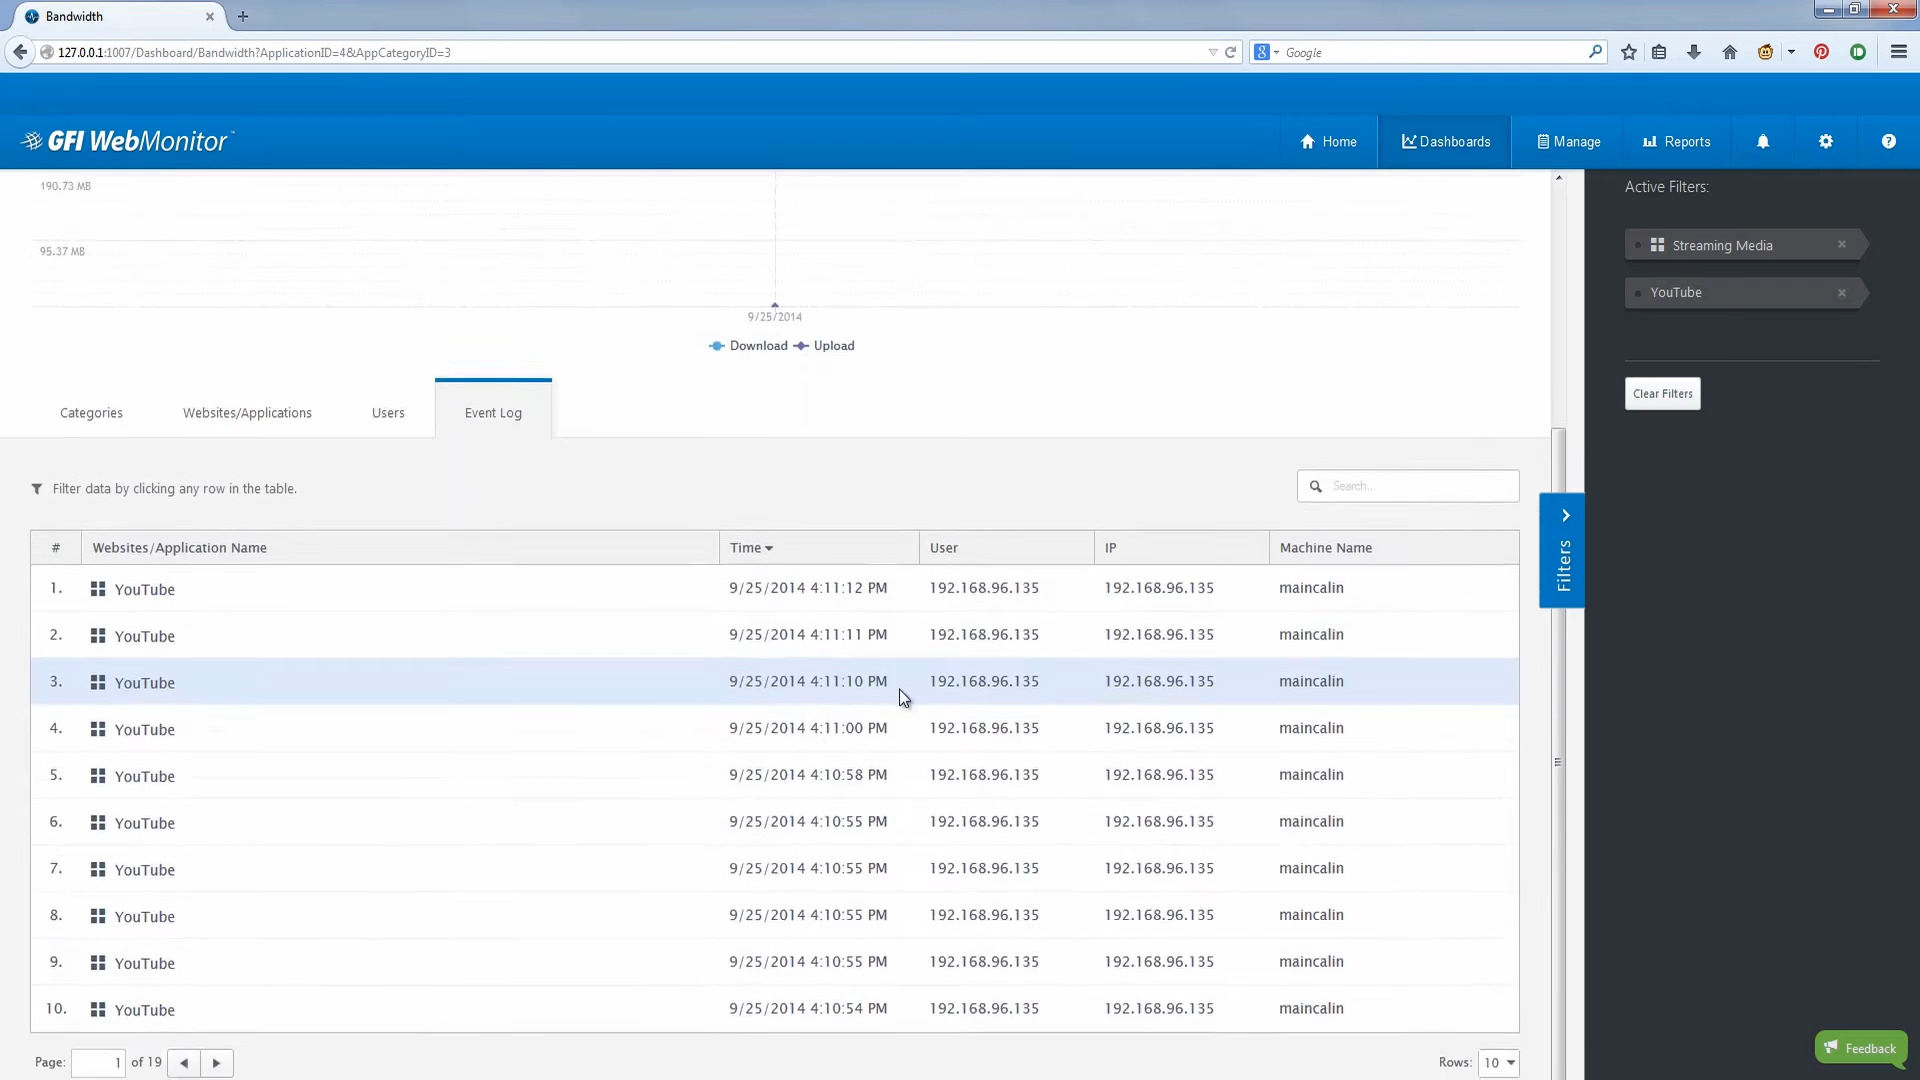 Bandwidth
127.0.0.1:1007/Dashboard/Bandwidth?ApplicationID=4&AppCategoryID=3
Google
GFI WebMonitor™
Home
Dashboards
Manage
Reports
190.73 MB
95.37 MB
9/25/2014
Download
Upload
Active Filters:
Streaming Media
YouTube
Clear Filters
Categories
Websites/Applications
Users
Event Log
Filter data by clicking any row in the table.
Search...
Filters
# Websites/Application Name Time User IP Machine Name
1. YouTube 9/25/2014 4:11:12 PM 192.168.96.135 192.168.96.135 maincalin
2. YouTube 9/25/2014 4:11:11 PM 192.168.96.135 192.168.96.135 maincalin
3. YouTube 9/25/2014 4:11:10 PM 192.168.96.135 192.168.96.135 maincalin
4. YouTube 9/25/2014 4:11:00 PM 192.168.96.135 192.168.96.135 maincalin
5. YouTube 9/25/2014 4:10:58 PM 192.168.96.135 192.168.96.135 maincalin
6. YouTube 9/25/2014 4:10:55 PM 192.168.96.135 192.168.96.135 maincalin
7. YouTube 9/25/2014 4:10:55 PM 192.168.96.135 192.168.96.135 maincalin
8. YouTube 9/25/2014 4:10:55 PM 192.168.96.135 192.168.96.135 maincalin
9. YouTube 9/25/2014 4:10:55 PM 192.168.96.135 192.168.96.135 maincalin
10. YouTube 9/25/2014 4:10:54 PM 192.168.96.135 192.168.96.135 maincalin
Page: 1 of 19
Rows: 10
Feedback